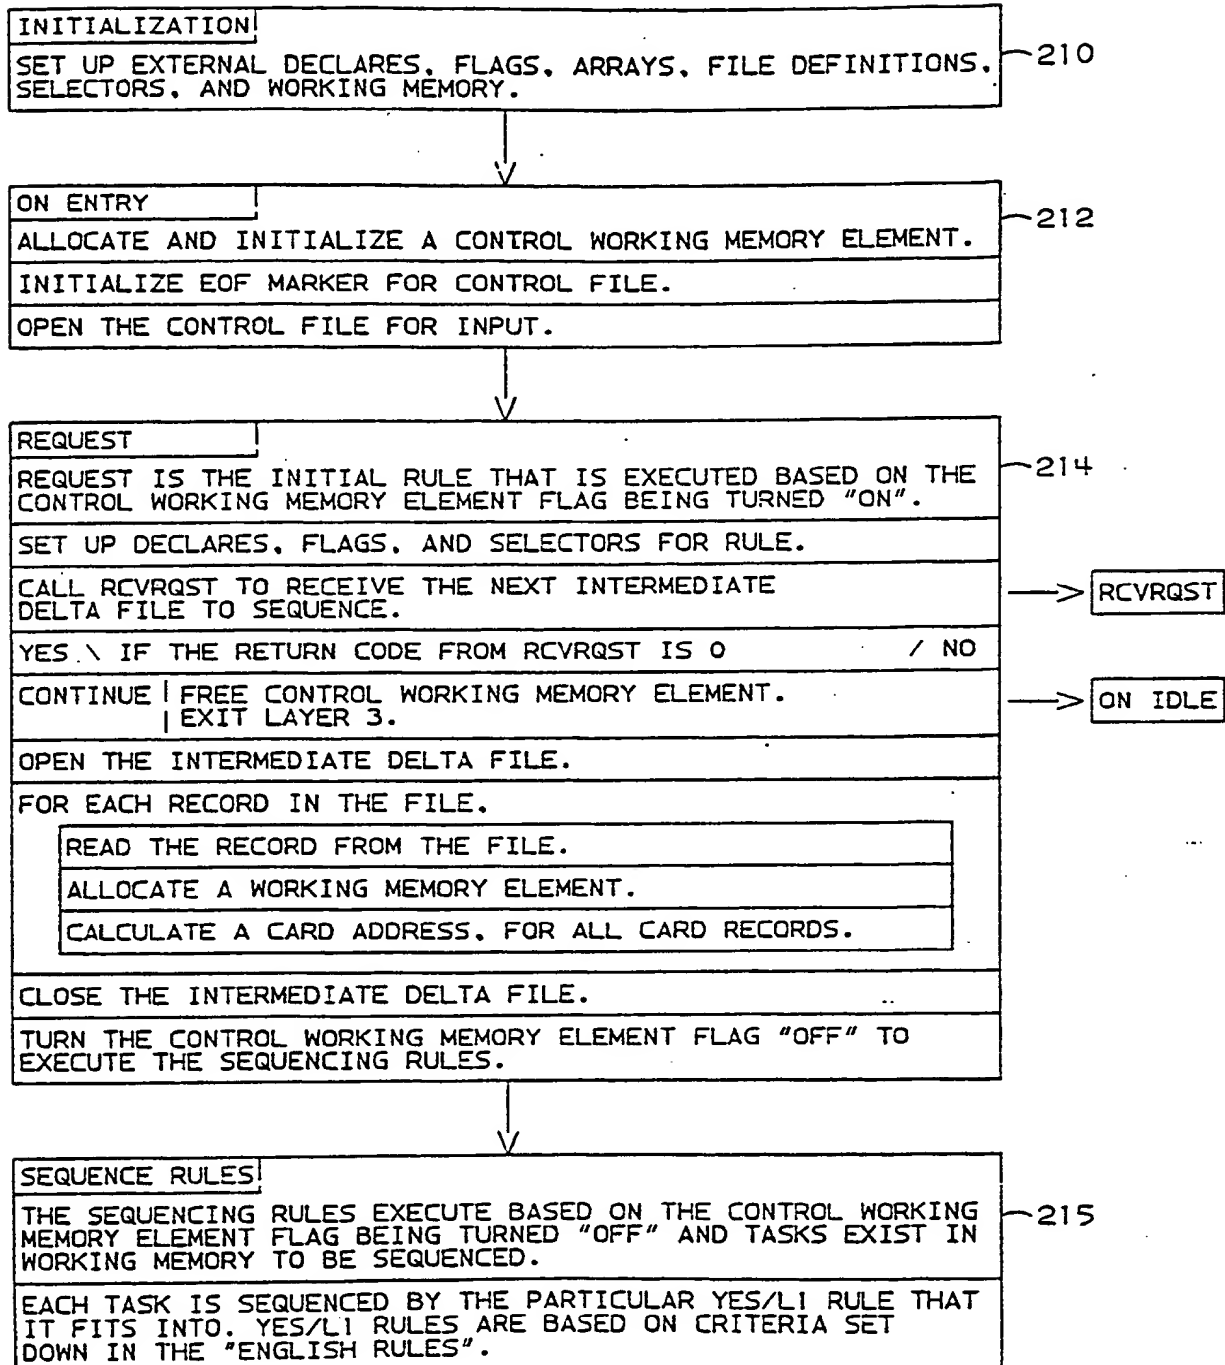 INITIALIZATION
SET UP EXTERNAL DECLARES, FLAGS, ARRAYS, FILE DEFINITIONS,
SELECTORS, AND WORKING MEMORY.
210
ON ENTRY
212
ALLOCATE AND INITIALIZE A CONTROL WORKING MEMORY ELEMENT.
INITIALIZE EOF MARKER FOR CONTROL FILE.
OPEN THE CONTROL FILE FOR INPUT.
REQUEST
214
REQUEST IS THE INITIAL RULE THAT IS EXECUTED BASED ON THE
CONTROL WORKING MEMORY ELEMENT FLAG BEING TURNED "ON".
SET UP DECLARES, FLAGS, AND SELECTORS FOR RULE.
CALL RCVRQST TO RECEIVE THE NEXT INTERMEDIATE
DELTA FILE TO SEQUENCE.
RCVRQST
YES \ IF THE RETURN CODE FROM RCVRQST IS 0 / NO
CONTINUE | FREE CONTROL WORKING MEMORY ELEMENT.
| EXIT LAYER 3.
ON IDLE
OPEN THE INTERMEDIATE DELTA FILE.
FOR EACH RECORD IN THE FILE.
READ THE RECORD FROM THE FILE.
ALLOCATE A WORKING MEMORY ELEMENT.
CALCULATE A CARD ADDRESS, FOR ALL CARD RECORDS.
CLOSE THE INTERMEDIATE DELTA FILE.
TURN THE CONTROL WORKING MEMORY ELEMENT FLAG "OFF" TO
EXECUTE THE SEQUENCING RULES.
SEQUENCE RULES
215
THE SEQUENCING RULES EXECUTE BASED ON THE CONTROL WORKING
MEMORY ELEMENT FLAG BEING TURNED "OFF" AND TASKS EXIST IN
WORKING MEMORY TO BE SEQUENCED.
EACH TASK IS SEQUENCED BY THE PARTICULAR YES/L1 RULE THAT
IT FITS INTO. YES/L1 RULES ARE BASED ON CRITERIA SET
DOWN IN THE "ENGLISH RULES".